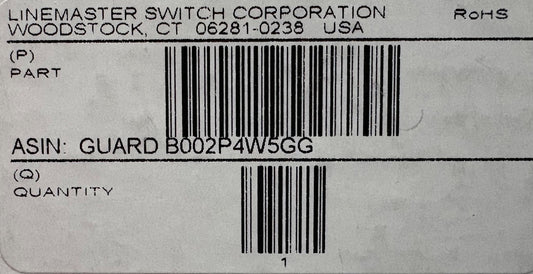 LINEMASTER SWITCH CORPORATION RoHS
WOODSTOCK, CT 06281-0238 USA
(P)
PART
ASIN: GUARD B002P4W5GG
(Q)
QUANTITY
1